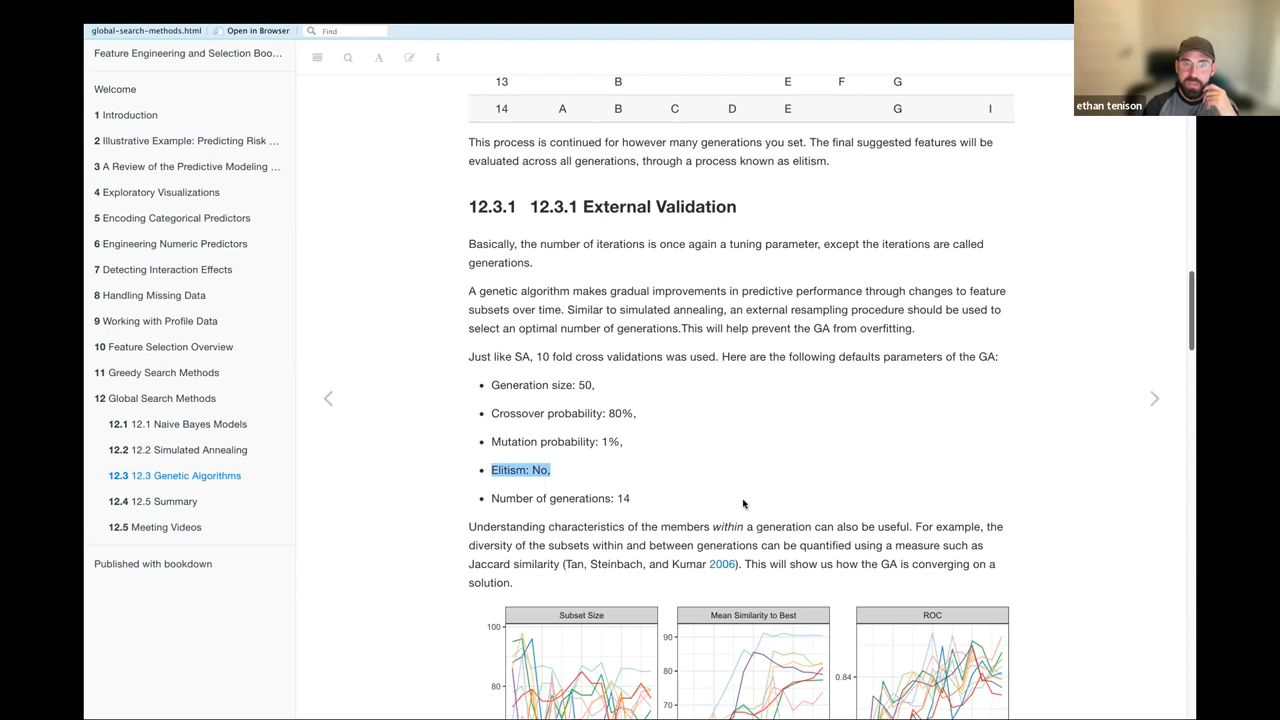 global-search-methods.html Open in Browser Find
Feature Engineering and Selection Boo…
Welcome
1 Introduction
2 Illustrative Example: Predicting Risk …
3 A Review of the Predictive Modeling …
4 Exploratory Visualizations
5 Encoding Categorical Predictors
6 Engineering Numeric Predictors
7 Detecting Interaction Effects
8 Handling Missing Data
9 Working with Profile Data
10 Feature Selection Overview
11 Greedy Search Methods
12 Global Search Methods
12.1 12.1 Naive Bayes Models
12.2 12.2 Simulated Annealing
12.3 12.3 Genetic Algorithms
12.4 12.5 Summary
12.5 Meeting Videos
Published with bookdown
A
i
13 B E F G
14 A B C D E G I
This process is continued for however many generations you set. The final suggested features will be
evaluated across all generations, through a process known as elitism.
12.3.1 12.3.1 External Validation
Basically, the number of iterations is once again a tuning parameter, except the iterations are called
generations.
A genetic algorithm makes gradual improvements in predictive performance through changes to feature
subsets over time. Similar to simulated annealing, an external resampling procedure should be used to
select an optimal number of generations.This will help prevent the GA from overfitting.
Just like SA, 10 fold cross validations was used. Here are the following defaults parameters of the GA:
• Generation size: 50,
• Crossover probability: 80%,
• Mutation probability: 1%,
• Elitism: No,
• Number of generations: 14
Understanding characteristics of the members within a generation can also be useful. For example, the
diversity of the subsets within and between generations can be quantified using a measure such as
Jaccard similarity (Tan, Steinbach, and Kumar 2006). This will show us how the GA is converging on a
solution.
Subset Size Mean Similarity to Best ROC
100
80
90
80
70
0.84
ethan tenison